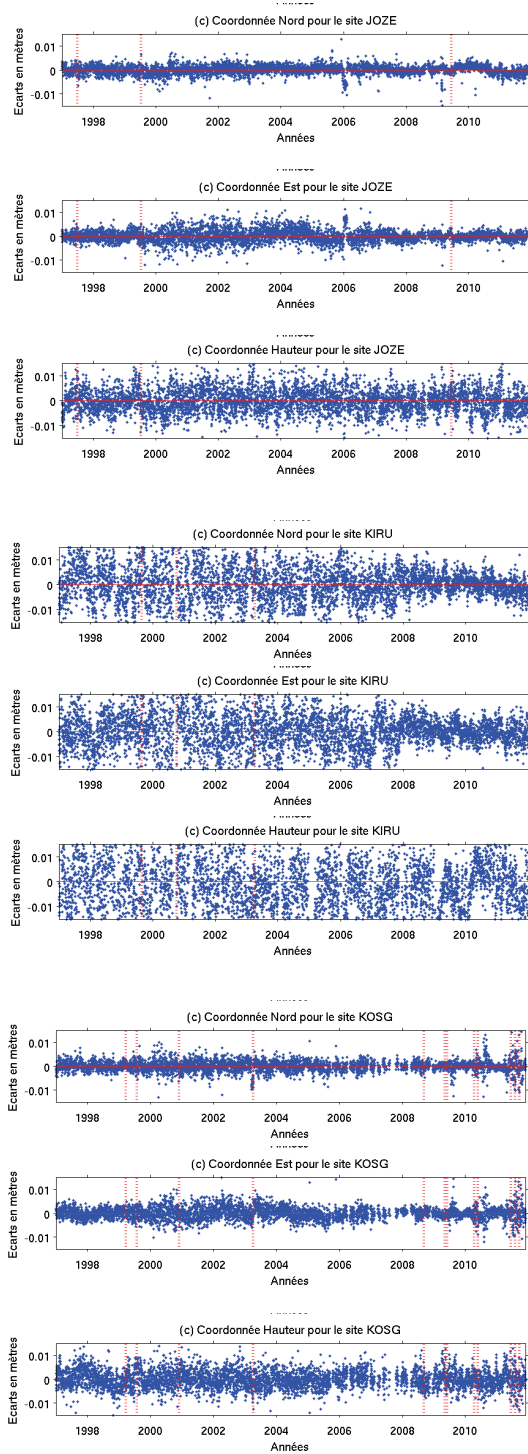 Années
(c) Coordonnée Nord pour le site JOZE
Ecarts en mètres
0.01
0
-0.01
1998 2000 2002 2004 2006 2008 2010
Années
Années
(c) Coordonnée Est pour le site JOZE
Ecarts en mètres
0.01
0
-0.01
1998 2000 2002 2004 2006 2008 2010
Années
Années
(c) Coordonnée Hauteur pour le site JOZE
Ecarts en mètres
0.01
0
-0.01
1998 2000 2002 2004 2006 2008 2010
Années
Années
(c) Coordonnée Nord pour le site KIRU
Ecarts en mètres
0.01
0
-0.01
1998 2000 2002 2004 2006 2008 2010
Années
Années
(c) Coordonnée Est pour le site KIRU
Ecarts en mètres
0.01
0
-0.01
1998 2000 2002 2004 2006 2008 2010
Années
Années
(c) Coordonnée Hauteur pour le site KIRU
Ecarts en mètres
0.01
0
-0.01
1998 2000 2002 2004 2006 2008 2010
Années
Années
(c) Coordonnée Nord pour le site KOSG
Ecarts en mètres
0.01
0
-0.01
1998 2000 2002 2004 2006 2008 2010
Années
Années
(c) Coordonnée Est pour le site KOSG
Ecarts en mètres
0.01
0
-0.01
1998 2000 2002 2004 2006 2008 2010
Années
Années
(c) Coordonnée Hauteur pour le site KOSG
Ecarts en mètres
0.01
0
-0.01
1998 2000 2002 2004 2006 2008 2010
Années